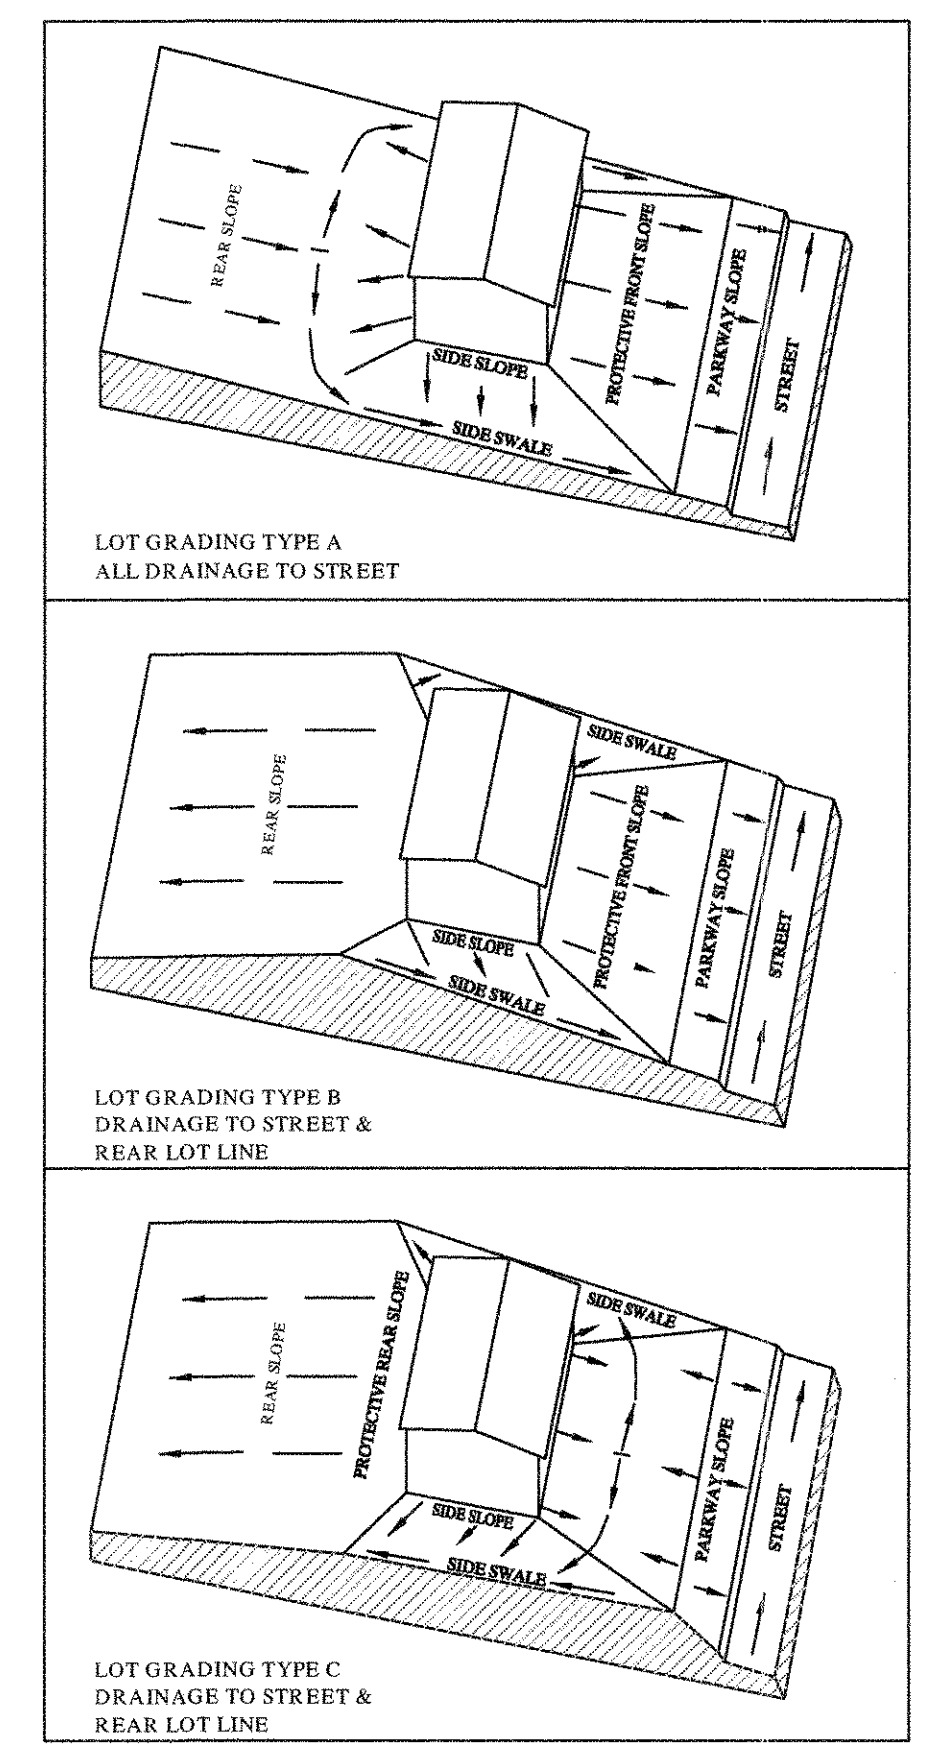 REAR SLOPE
PROTECTIVE FRONT SLOPE
PARKWAY SLOPE
STREET
SIDE SLOPE
SIDE SWALE
LOT GRADING TYPE A
ALL DRAINAGE TO STREET
SIDE SWALE
REAR SLOPE
PROTECTIVE FRONT SLOPE
PARKWAY SLOPE
STREET
SIDE SLOPE
SIDE SWALE
LOT GRADING TYPE B
DRAINAGE TO STREET &
REAR LOT LINE
SIDE SWALE
REAR SLOPE
PROTECTIVE REAR SLOPE
PARKWAY SLOPE
STREET
SIDE SLOPE
SIDE SWALE
LOT GRADING TYPE C
DRAINAGE TO STREET &
REAR LOT LINE